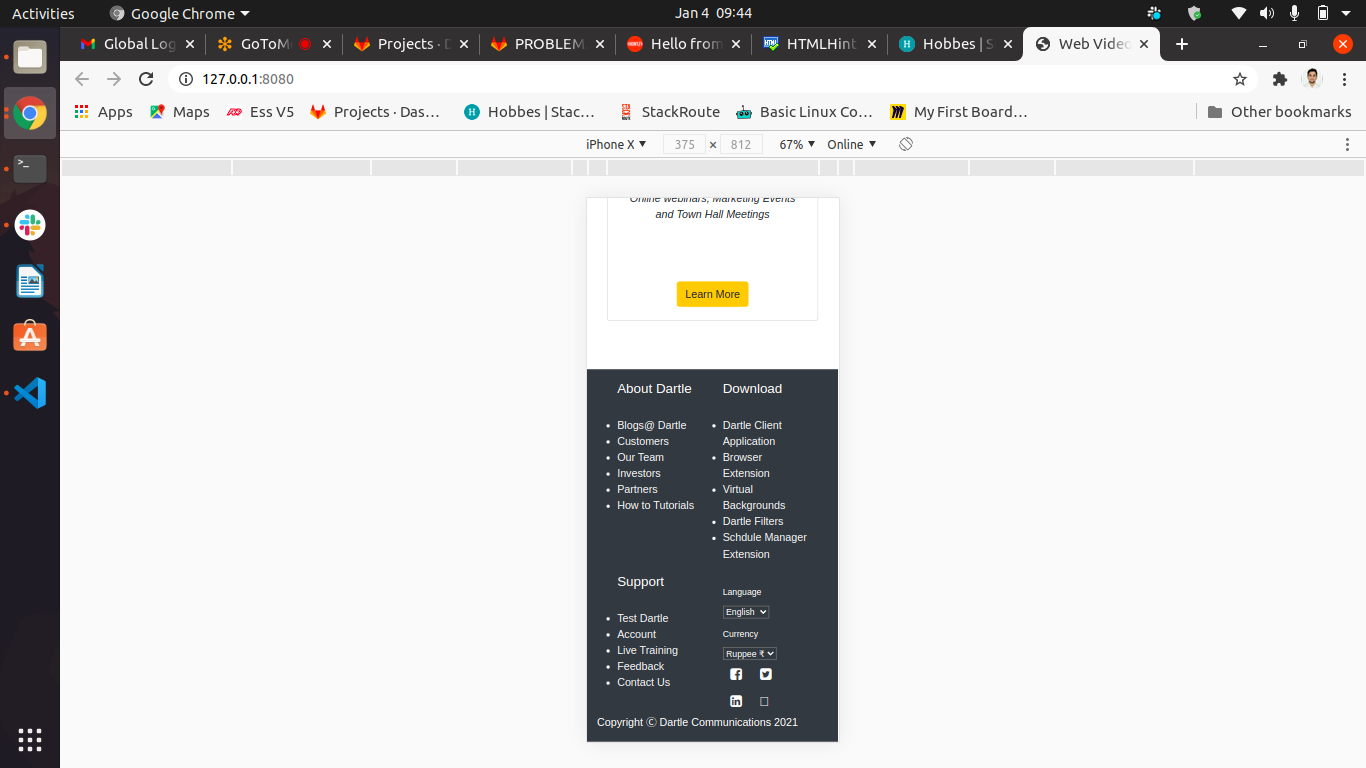 Activities Google Chrome Jan 4 09:44
Global Log GoToM Projects · D PROBLEM Hello from HTMLHint Hobbes | S Web Video
127.0.0.1:8080
Apps Maps Ess V5 Projects · Das… Hobbes | Stac… StackRoute Basic Linux Co… My First Board… Other bookmarks
iPhone X 375 × 812 67% Online
Online webinars, Marketing Events
and Town Hall Meetings
Learn More
About Dartle
Blogs@ Dartle
Customers
Our Team
Investors
Partners
How to Tutorials
Download
Dartle Client
Application
Browser
Extension
Virtual
Backgrounds
Dartle Filters
Schdule Manager
Extension
Support
Test Dartle
Account
Live Training
Feedback
Contact Us
Language
English
Currency
Ruppee ₹
Copyright Ⓒ Dartle Communications 2021